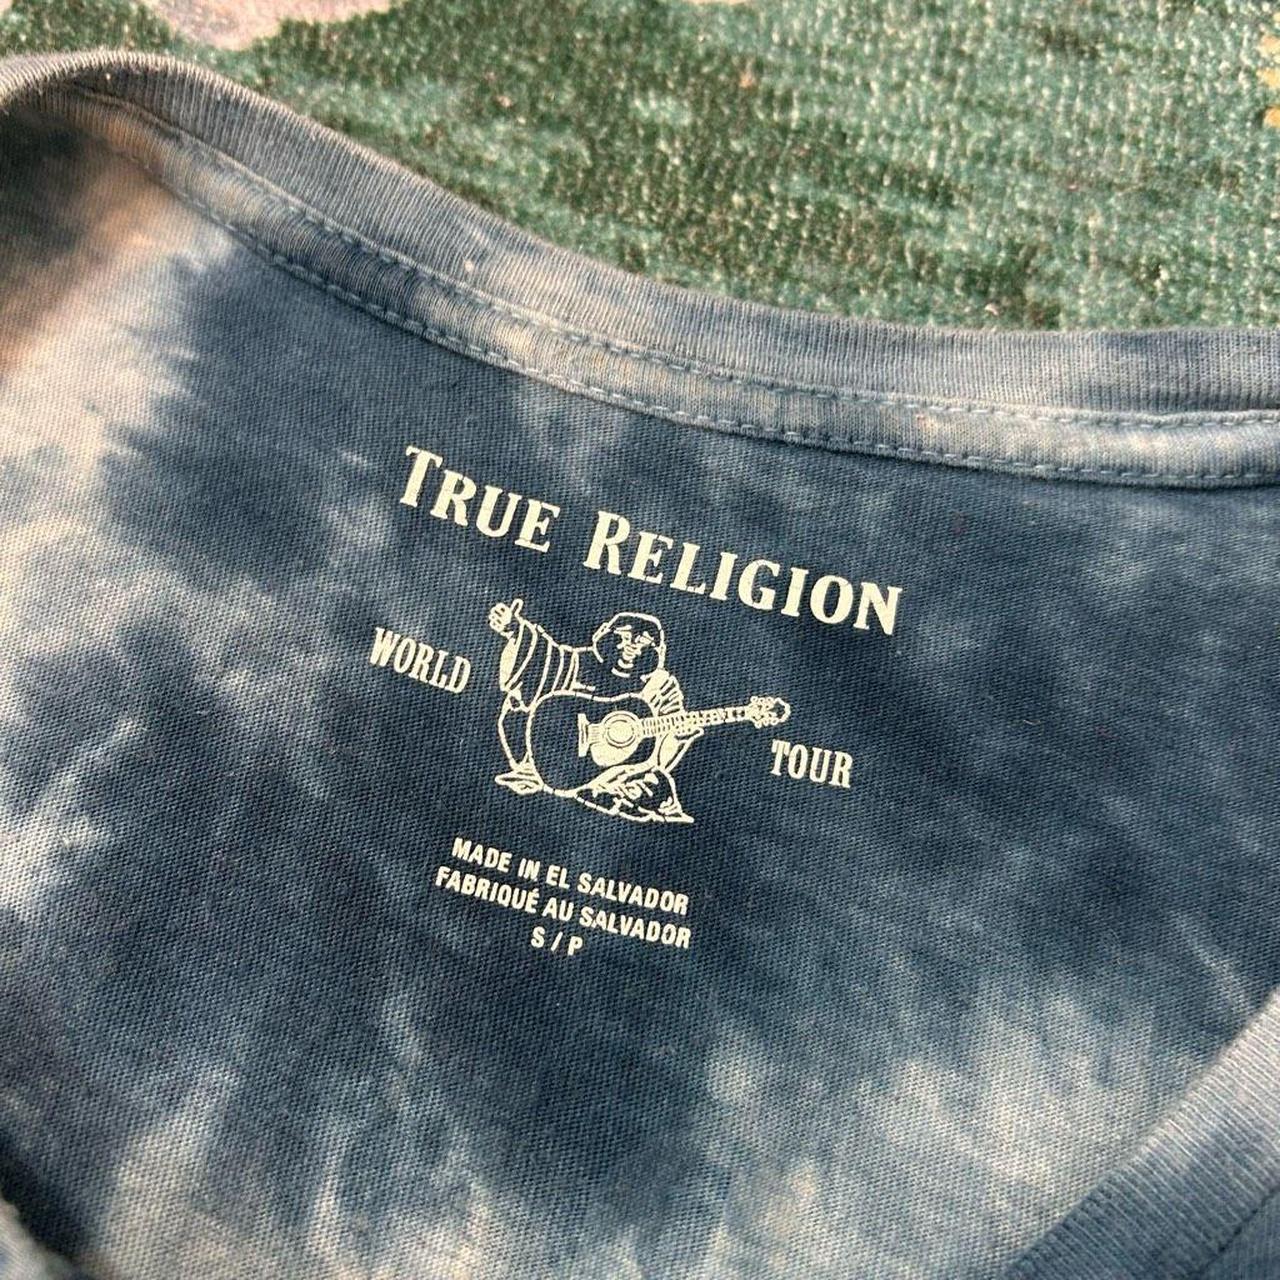 TRUE RELIGION
WORLD TOUR
MADE IN EL SALVADOR
FABRIQUÉ AU SALVADOR
S / P